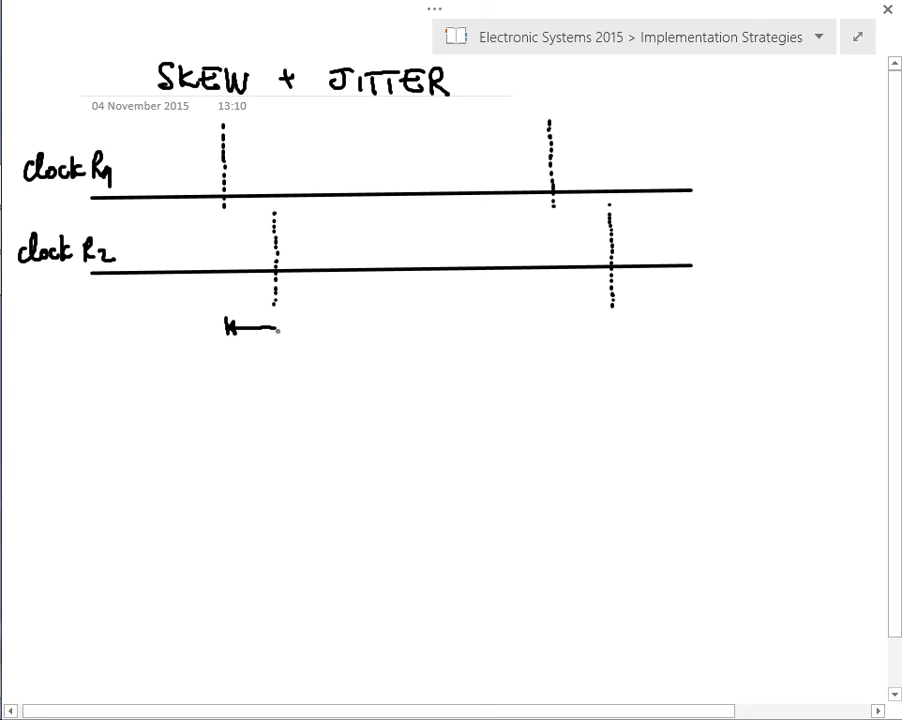 Electronic Systems 2015 > Implementation Strategies
SKEW + JITTER
04 November 2015 13:10
Clock R1
Clock R2